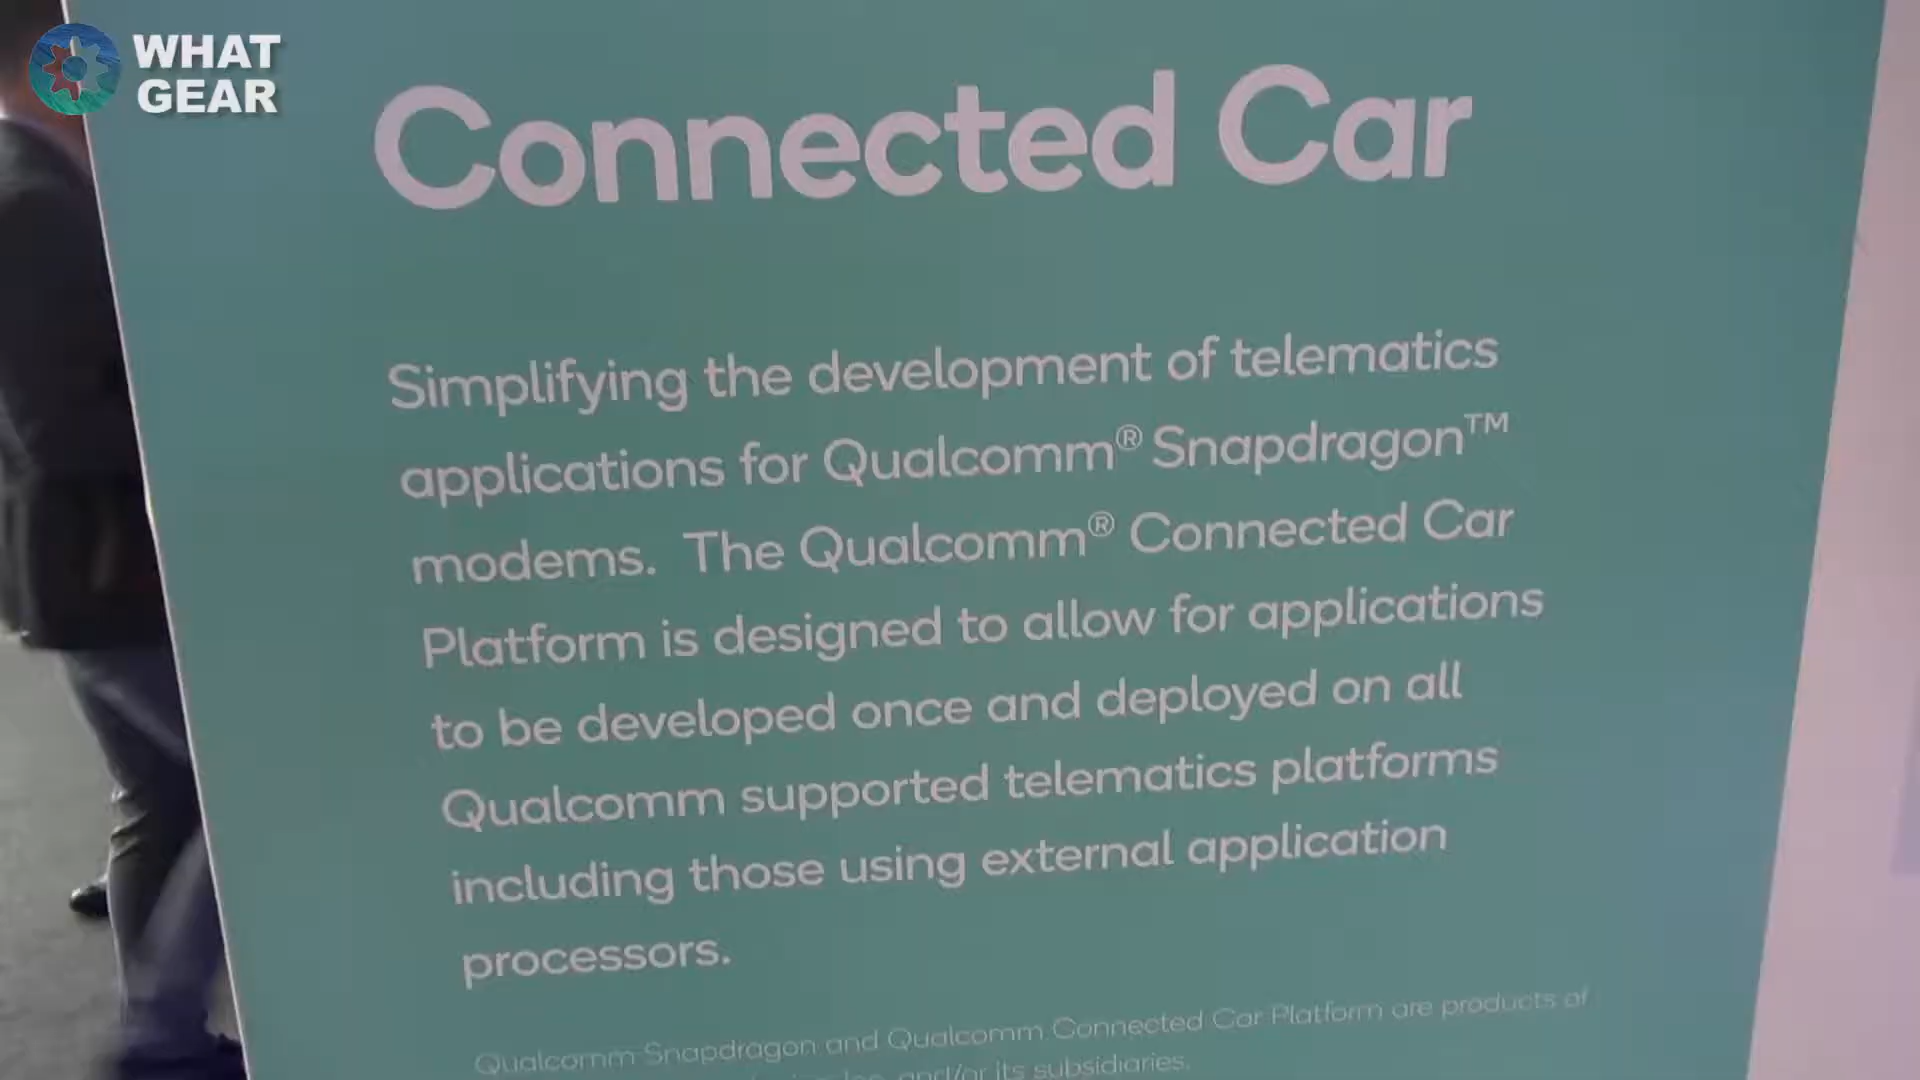 WHAT
GEAR
Connected Car
Simplifying the development of telematics
applications for Qualcomm® Snapdragon™
modems. The Qualcomm® Connected Car
Platform is designed to allow for applications
to be developed once and deployed on all
Qualcomm supported telematics platforms
including those using external application
processors.
Qualcomm Snapdragon and Qualcomm Connected Car Platform are products of
and/or its subsidiaries.